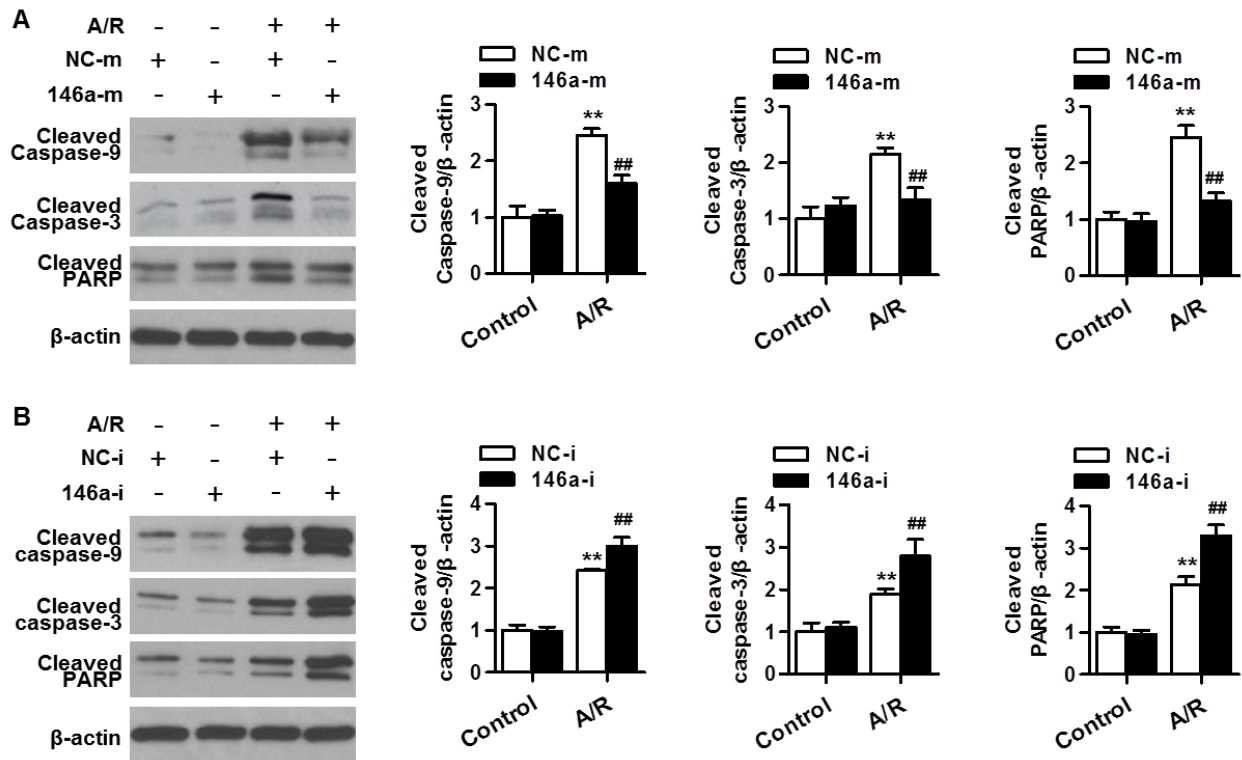 A
A/R - - + +
NC-m + - + -
146a-m - + - +
Cleaved
Caspase-9
Cleaved
Caspase-3
Cleaved
PARP
β-actin
NC-m
146a-m
Cleaved
Caspase-9/β -actin
3
2
1
0
**
##
Control
A/R
NC-m
146a-m
Cleaved
Caspase-3/β -actin
3
2
1
0
**
##
Control
A/R
NC-m
146a-m
Cleaved
PARP/β -actin
3
2
1
0
**
##
Control
A/R
B
A/R - - + +
NC-i + - + -
146a-i - + - +
Cleaved
caspase-9
Cleaved
caspase-3
Cleaved
PARP
β-actin
NC-i
146a-i
Cleaved
caspase-9/β -actin
4
3
2
1
0
**
##
Control
A/R
NC-i
146a-i
Cleaved
caspase-3/β -actin
4
3
2
1
0
**
##
Control
A/R
NC-i
146a-i
Cleaved
PARP/β -actin
4
3
2
1
0
**
##
Control
A/R